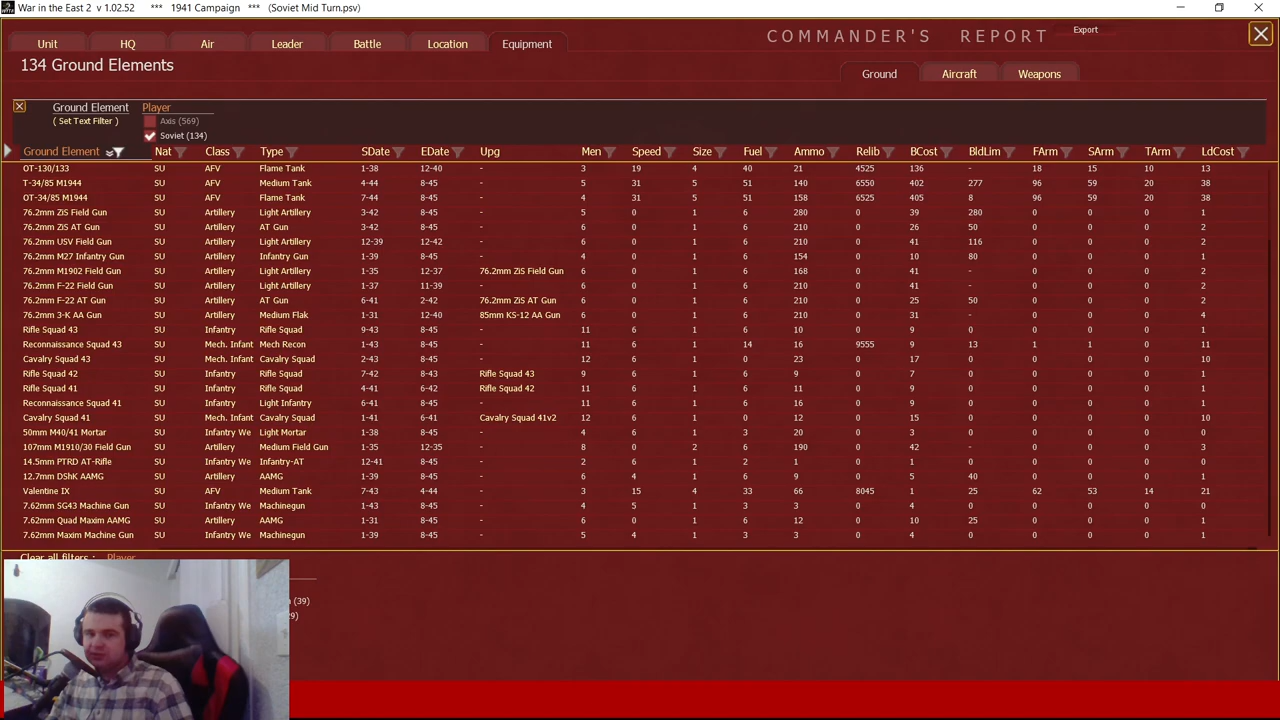 War in the East 2 v 1.02.52 *** 1941 Campaign *** (Soviet Mid Turn.psv)
Unit HQ Air Leader Battle Location Equipment COMMANDER'S REPORT Export
134 Ground Elements
Ground Aircraft Weapons
Ground Element Player
( Set Text Filter ) Axis (569)
Soviet (134)
Ground Element Nat Class Type SDate EDate Upg Men Speed Size Fuel Ammo Relib BCost BldLim FArm SArm TArm LdCost
OT-130/133 SU AFV Flame Tank 1-38 12-40 - 3 19 4 40 21 4525 136 - 18 15 10 13
T-34/85 M1944 SU AFV Medium Tank 4-44 8-45 - 5 31 5 51 140 6550 402 277 96 59 20 38
OT-34/85 M1944 SU AFV Flame Tank 7-44 8-45 - 4 31 5 51 158 6525 405 8 96 59 20 38
76.2mm ZiS Field Gun SU Artillery Light Artillery 3-42 8-45 - 5 0 1 6 280 0 39 280 0 0 0 1
76.2mm ZiS AT Gun SU Artillery AT Gun 3-42 8-45 - 6 0 1 6 210 0 26 50 0 0 0 2
76.2mm USV Field Gun SU Artillery Light Artillery 12-39 12-42 - 6 0 1 6 210 0 41 116 0 0 0 2
76.2mm M27 Infantry Gun SU Artillery Infantry Gun 1-39 8-45 - 4 0 1 6 154 0 10 80 0 0 0 1
76.2mm M1902 Field Gun SU Artillery Light Artillery 1-35 12-37 76.2mm ZiS Field Gun 6 0 1 6 168 0 41 - 0 0 0 2
76.2mm F-22 Field Gun SU Artillery Light Artillery 1-37 11-39 - 6 0 1 6 210 0 41 - 0 0 0 2
76.2mm F-22 AT Gun SU Artillery AT Gun 6-41 2-42 76.2mm ZiS AT Gun 6 0 1 6 210 0 25 50 0 0 0 2
76.2mm 3-K AA Gun SU Artillery Medium Flak 1-31 12-40 85mm KS-12 AA Gun 6 0 1 6 210 0 31 - 0 0 0 4
Rifle Squad 43 SU Infantry Rifle Squad 9-43 8-45 - 11 6 1 6 10 0 9 0 0 0 0 1
Reconnaissance Squad 43 SU Mech. Infant Mech Recon 1-43 8-45 - 11 6 1 14 16 9555 9 13 1 1 0 11
Cavalry Squad 43 SU Mech. Infant Cavalry Squad 2-43 8-45 - 12 6 1 0 23 0 17 0 0 0 0 10
Rifle Squad 42 SU Infantry Rifle Squad 7-42 8-43 Rifle Squad 43 9 6 1 6 9 0 7 0 0 0 0 1
Rifle Squad 41 SU Infantry Rifle Squad 4-41 6-42 Rifle Squad 42 11 6 1 6 11 0 9 0 0 0 0 1
Reconnaissance Squad 41 SU Infantry Light Infantry 6-41 8-45 - 11 6 1 6 16 0 9 0 0 0 0 1
Cavalry Squad 41 SU Mech. Infant Cavalry Squad 1-41 6-41 Cavalry Squad 41v2 12 6 1 0 12 0 15 0 0 0 0 10
50mm M40/41 Mortar SU Infantry We Light Mortar 1-38 8-45 - 4 6 1 3 20 0 3 0 0 0 0 0
107mm M1910/30 Field Gun SU Artillery Medium Field Gun 1-35 12-35 - 8 0 2 6 190 0 42 - 0 0 0 3
14.5mm PTRD AT-Rifle SU Infantry We Infantry-AT 12-41 8-45 - 2 6 1 2 1 0 1 0 0 0 0 0
12.7mm DShK AAMG SU Artillery AAMG 1-39 8-45 - 6 4 1 6 9 0 5 40 0 0 0 1
Valentine IX SU AFV Medium Tank 7-43 4-44 - 3 15 4 33 66 8045 1 25 62 53 14 21
7.62mm SG43 Machine Gun SU Infantry We Machinegun 1-43 8-45 - 4 5 1 3 3 0 4 0 0 0 0 0
7.62mm Quad Maxim AAMG SU Artillery AAMG 1-31 8-45 - 6 0 1 6 12 0 10 25 0 0 0 1
7.62mm Maxim Machine Gun SU Infantry We Machinegun 1-39 8-45 - 5 4 1 3 3 0 4 0 0 0 0 1
Clear all filters : Player
(39)